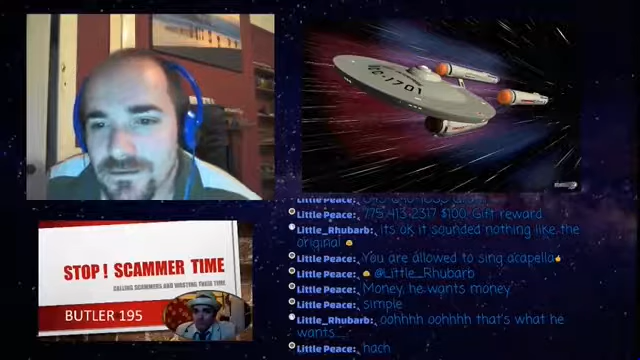 NCC-1701
Little Peace: 775 413 2317 $100 Gift reward
Little_Rhubarb: Its ok it sounded nothing like the
original
Little Peace: You are allowed to sing acapella
Little Peace: @Little_Rhubarb
Little Peace: Money, he wants money
Little Peace: simple
Little_Rhubarb: oohhhh oohhhh that's what he
wants....
Little Peace: hach
STOP! SCAMMER TIME
CALLING SCAMMERS AND WASTING THEIR TIME
BUTLER 195